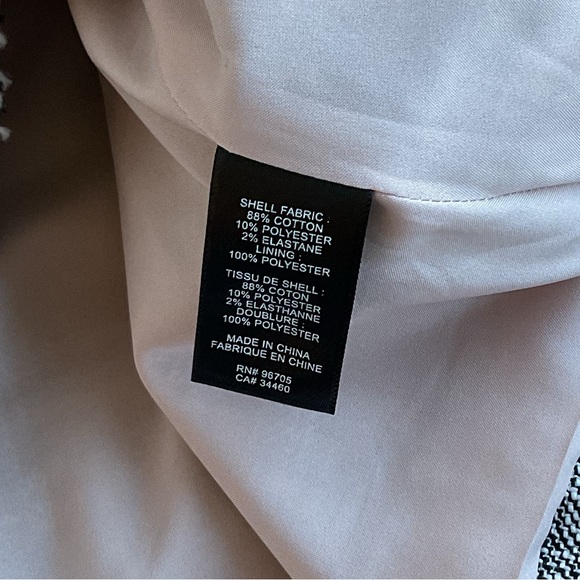 SHELL FABRIC :
88% COTTON
10% POLYESTER
2% ELASTANE
LINING :
100% POLYESTER
TISSU DE SHELL :
88% COTON
10% POLYESTER
2% ELASTHANNE
DOUBLURE :
100% POLYESTER
MADE IN CHINA
FABRIQUE EN CHINE
RN# 96705
CA# 34460